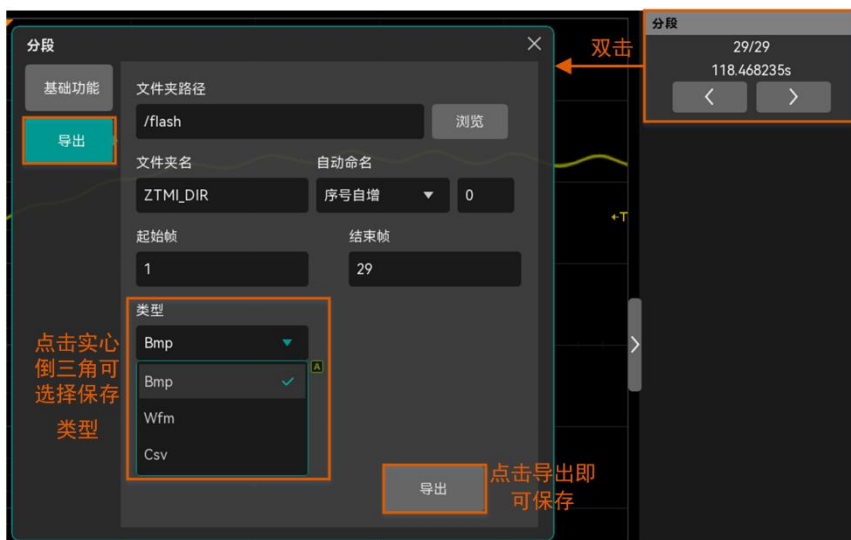 分段
双击
分段
29/29
118.468235s
基础功能
导出
文件夹路径
/flash
浏览
文件夹名
自动命名
ZTMI_DIR
序号自增
0
起始帧
结束帧
1
29
类型
Bmp
Bmp
Wfm
Csv
A
T
点击实心
倒三角可
选择保存
类型
导出
点击导出即
可保存